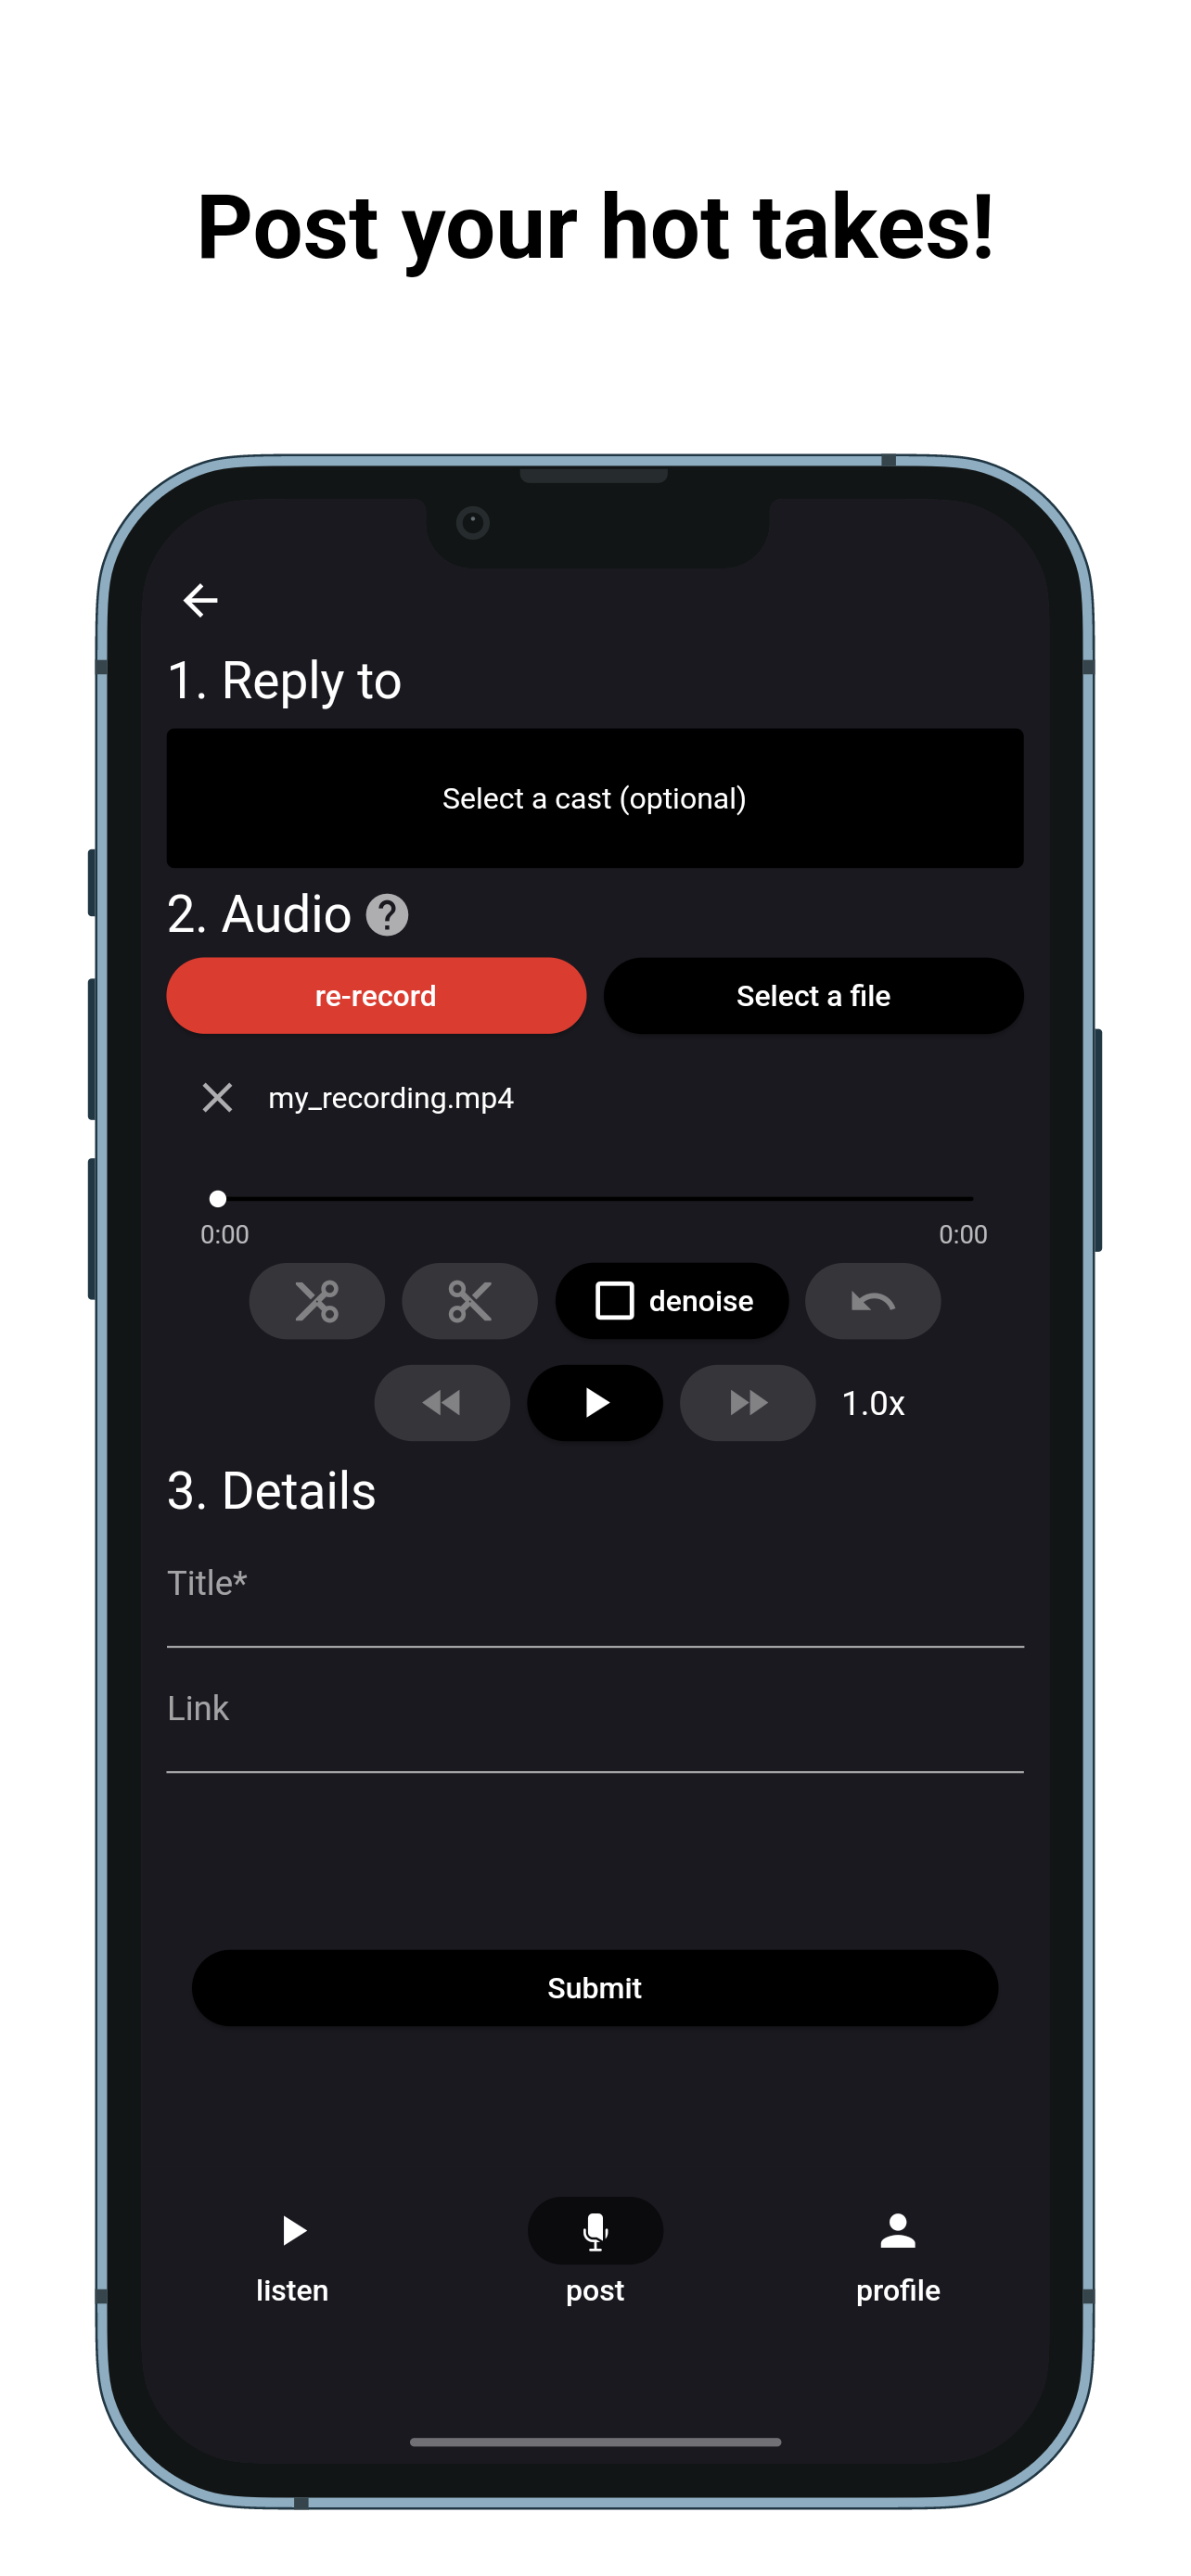 Post your hot takes!
1. Reply to
Select a cast (optional)
2. Audio ?
re-record Select a file
my_recording.mp4
0:00 0:00
denoise
1.0x
3. Details
Title*
Link
Submit
listen post profile